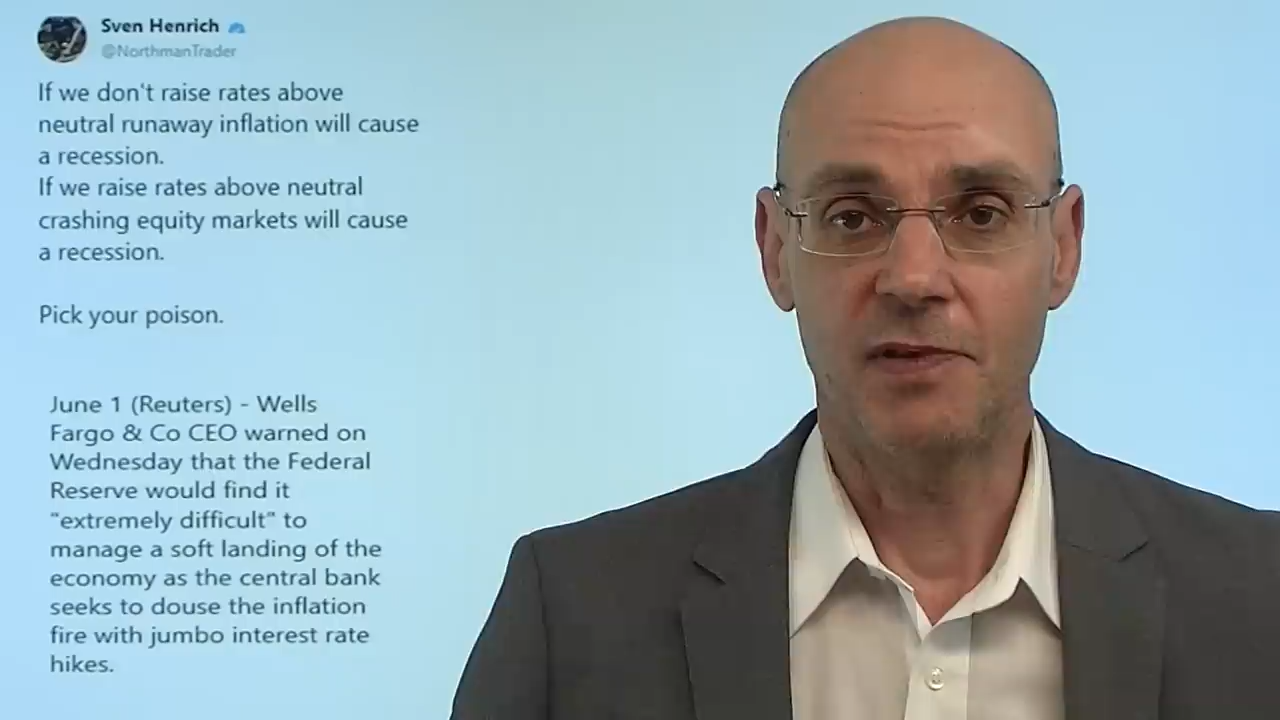 Sven Henrich
@NorthmanTrader
If we don't raise rates above
neutral runaway inflation will cause
a recession.
If we raise rates above neutral
crashing equity markets will cause
a recession.
Pick your poison.
June 1 (Reuters) - Wells
Fargo & Co CEO warned on
Wednesday that the Federal
Reserve would find it
"extremely difficult" to
manage a soft landing of the
economy as the central bank
seeks to douse the inflation
fire with jumbo interest rate
hikes.